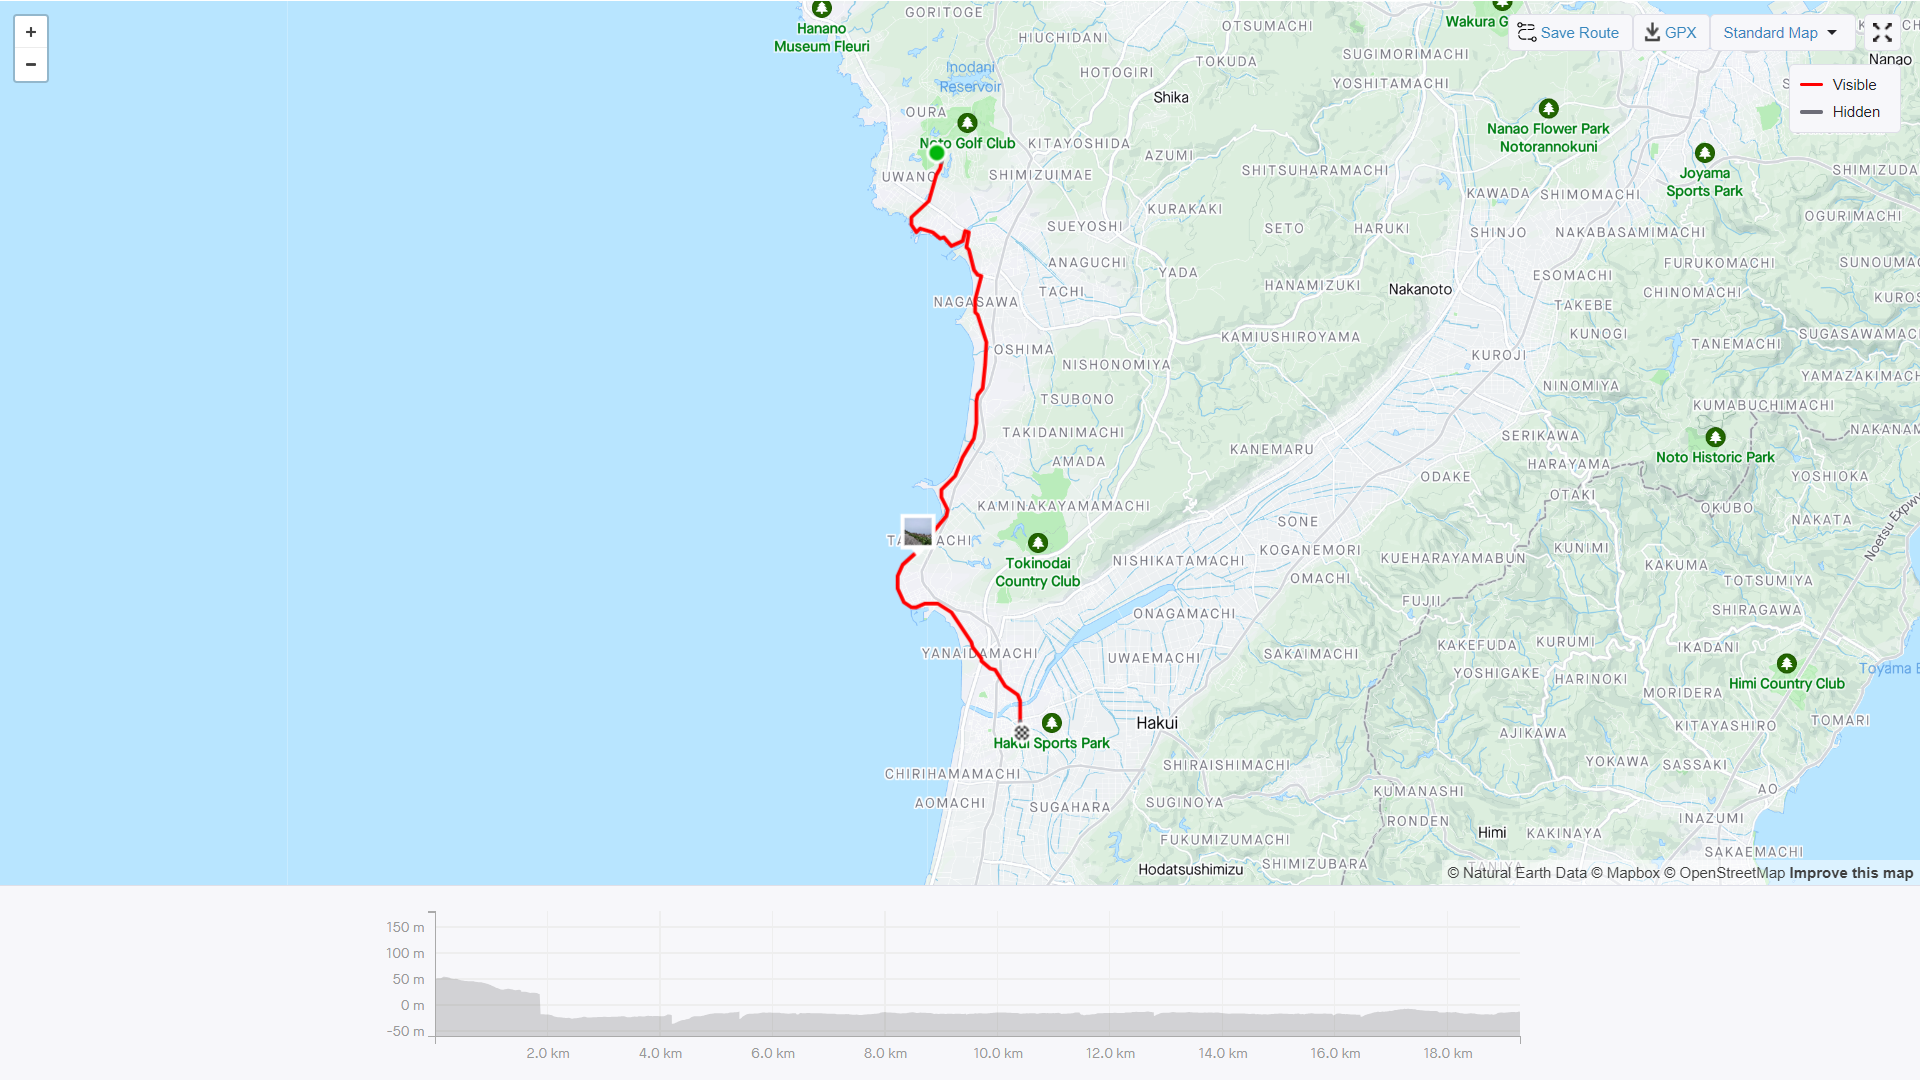 +
−
Save Route
GPX
Standard Map
Visible
Hidden
Hanano
Museum Fleuri
GORITOGE
HIUCHIDANI
OTSUMACHI
Wakura G
SUGIMORIMACHI
Nanao
Inodani
Reservoir
HOTOGIRI
TOKUDA
YOSHITAMACHI
Shika
OURA
Nanao Flower Park
Notorannokuni
Noto Golf Club
KITAYOSHIDA
AZUMI
Joyama
Sports Park
UWANO
SHIMIZUIMAE
SHITSUHARAMACHI
SHIMIZUDA
KAWADA
SHIMOMACHI
KURAKAKI
OGURIMACHI
SUEYOSHI
SETO
HARUKI
SHINJO
NAKABASAMIMACHI
ANAGUCHI
YADA
FURUKOMACHI
SUNOUMA
ESOMACHI
HANAMIZUKI
Nakanoto
TACHI
CHINOMACHI
NAGASAWA
TAKEBE
KUROS
KAMIUSHIROYAMA
KUNOGI
SUGASAWAMAC
TANEMACHI
OSHIMA
NISHONOMIYA
KUROJI
YAMAZAKIMACH
NINOMIYA
TSUBONO
KUMABUCHIMACHI
TAKIDANIMACHI
SERIKAWA
NAKANAM
KANEMARU
Noto Historic Park
AMADA
HARAYAMA
ODAKE
YOSHIOKA
OTAKI
KAMINAKAYAMAMACHI
OKUBO
SONE
NAKATA
Noetsu Expwy
KOGANEMORI
KUNIMI
Tokinodai
Country Club
NISHIKATAMACHI
KUEHARAYAMABUN
KAKUMA
OMACHI
TOTSUMIYA
FUJII
ONAGAMACHI
SHIRAGAWA
YANAIDAMACHI
UWAEMACHI
SAKAIMACHI
KAKEFUDA
KURUMI
IKADANI
YOSHIGAKE
HARINOKI
Toyama B
MORIDERA
Himi Country Club
Hakui
KITAYASHIRO
TOMARI
AJIKAWA
Hakui Sports Park
CHIRIHAMAMACHI
SHIRAISHIMACHI
YOKAWA
SASSAKI
AOMACHI
SUGAHARA
SUGINOYA
KUMANASHI
AO
RONDEN
INAZUMI
FUKUMIZUMACHI
Himi
KAKINAYA
SAKAEMACHI
Hodatsushimizu
SHIMIZUBARA
TANIYA
© Natural Earth Data © Mapbox © OpenStreetMap Improve this map
150 m
100 m
50 m
0 m
-50 m
2.0 km
4.0 km
6.0 km
8.0 km
10.0 km
12.0 km
14.0 km
16.0 km
18.0 km